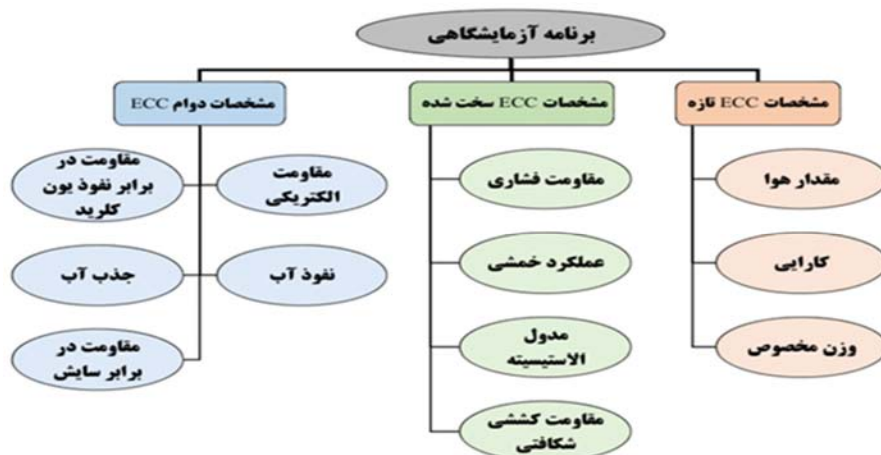 برنامه آزمایشگاهی
مشخصات ECC تازه
مشخصات ECC سخت شده
مشخصات دوام ECC
مقدار هوا
کارایی
وزن مخصوص
مقاومت فشاری
عملکرد خمشی
مدول
الاستیسیته
مقاومت کششی
شکافتی
مقاومت
الکتریکی
مقاومت در
برابر نفوذ یون
کلرید
نفوذ آب
جذب آب
مقاومت در
برابر سایش